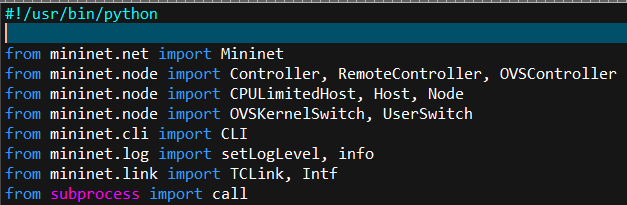 #!/usr/bin/python
from mininet.net import Mininet
from mininet.node import Controller, RemoteController, OVSController
from mininet.node import CPULimitedHost, Host, Node
from mininet.node import OVSKernelSwitch, UserSwitch
from mininet.cli import CLI
from mininet.log import setLogLevel, info
from mininet.link import TCLink, Intf
from subprocess import call